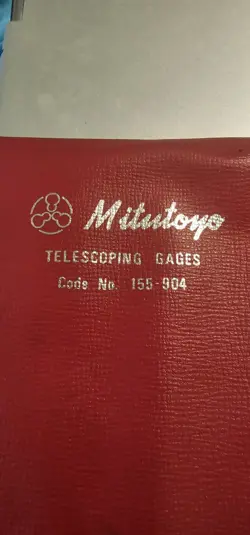 Mitutoyo
TELESCOPING GAGES
Code No. 155-904